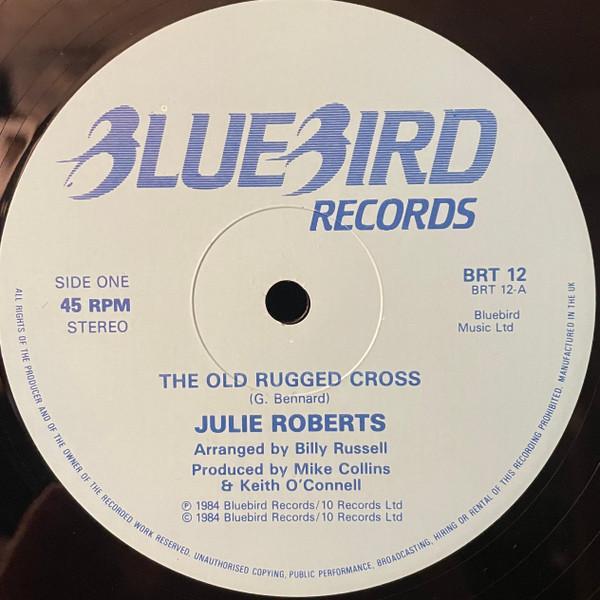 BLUEBIRD
RECORDS
SIDE ONE
45 RPM
STEREO
BRT 12
BRT 12-A
Bluebird
Music Ltd
THE OLD RUGGED CROSS
(G. Bennard)
JULIE ROBERTS
Arranged by Billy Russell
Produced by Mike Collins
& Keith O'Connell
℗ 1984 Bluebird Records/10 Records Ltd
© 1984 Bluebird Records/10 Records Ltd
ALL RIGHTS OF THE PRODUCER AND OF THE OWNER OF THE RECORDED WORK RESERVED. UNAUTHORISED COPYING, PUBLIC PERFORMANCE, BROADCASTING, HIRING OR RENTAL OF THIS RECORDING PROHIBITED. MANUFACTURED IN THE UK